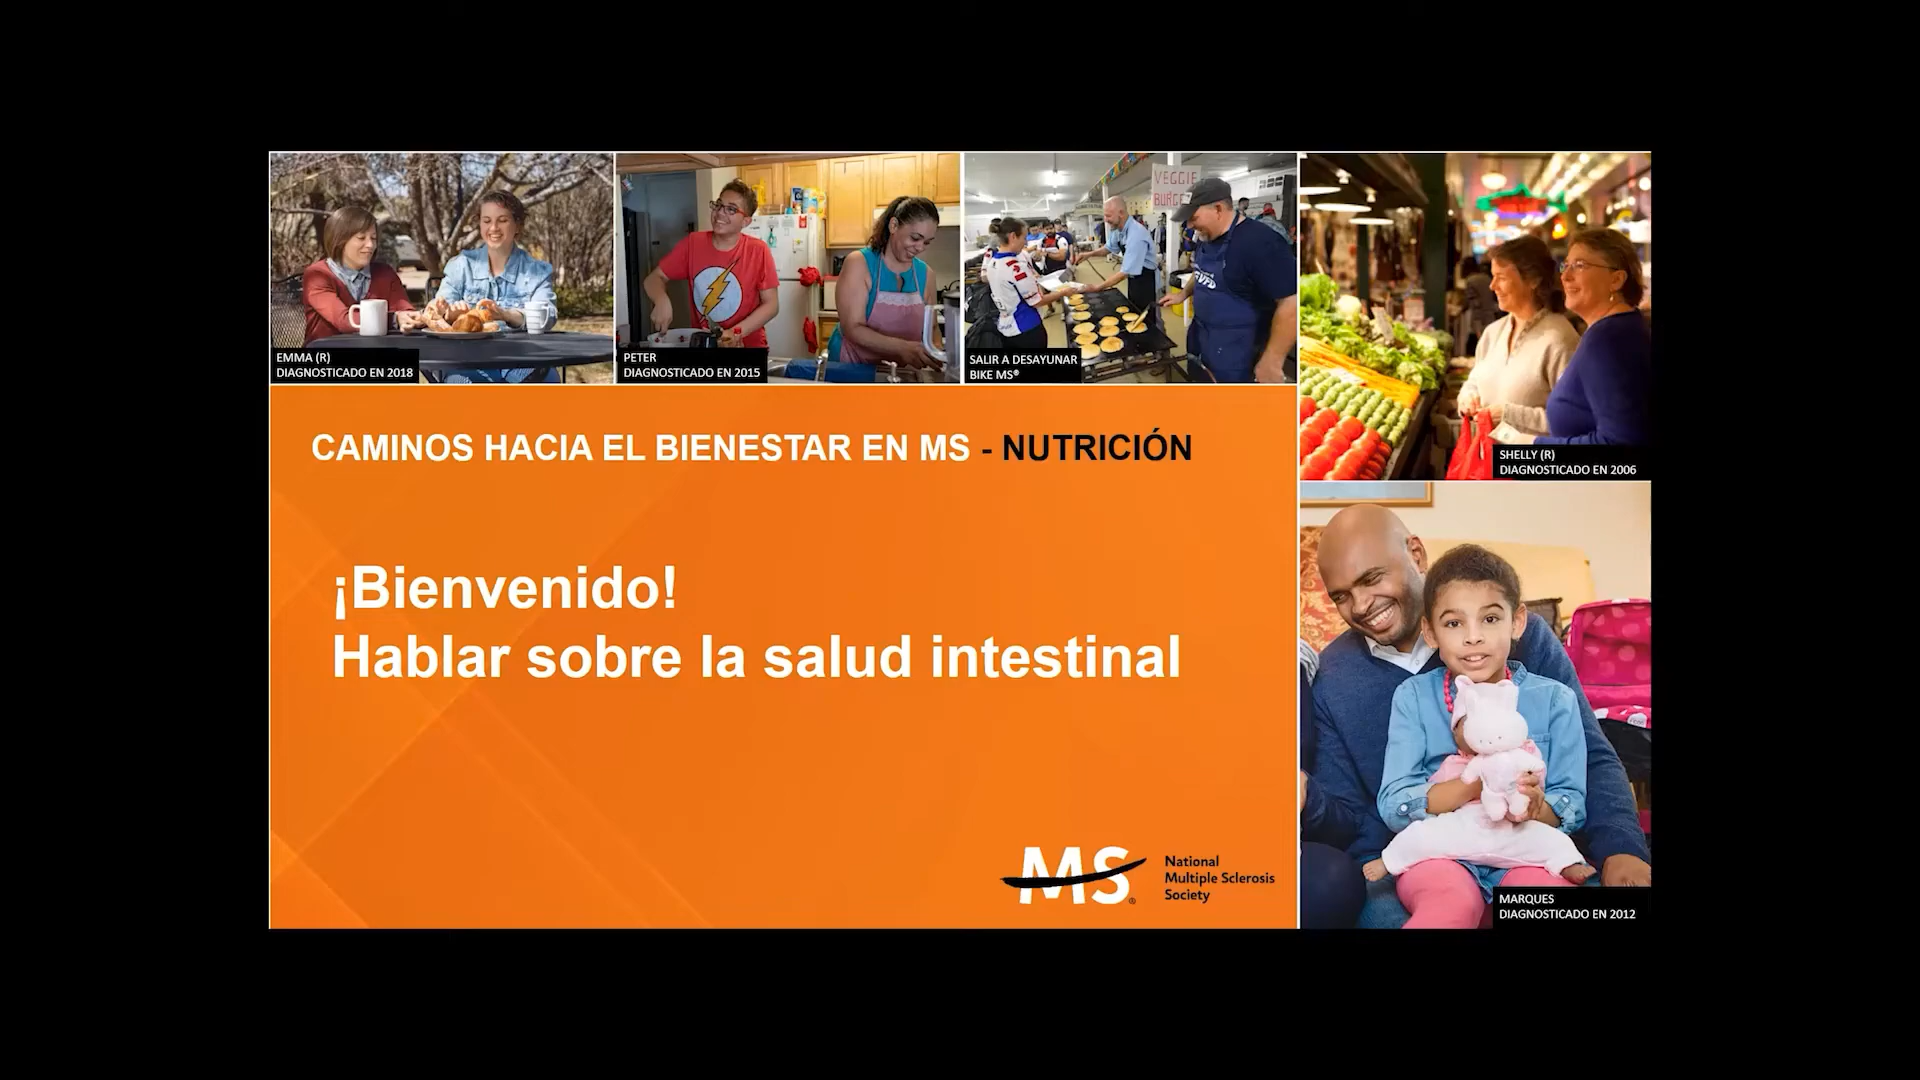 VEGGIE
BURGE
EMMA (R)
DIAGNOSTICADO EN 2018
PETER
DIAGNOSTICADO EN 2015
SALIR A DESAYUNAR
BIKE MS®
SHELLY (R)
DIAGNOSTICADO EN 2006
CAMINOS HACIA EL BIENESTAR EN MS - NUTRICIÓN
¡Bienvenido!
Hablar sobre la salud intestinal
MS®
National
Multiple Sclerosis
Society
MARQUES
DIAGNOSTICADO EN 2012